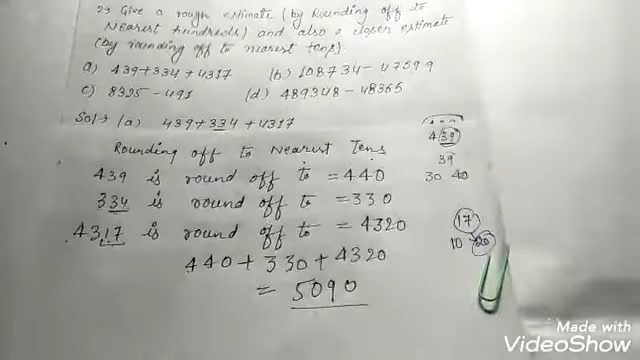 2→ Give a rough estimate (by Rounding off to
Nearest hundreds) and also a closer estimate
(by rounding off to nearest tens).
a) 439+334+4317 (b) 108734-47599
c) 8325-491 (d) 489348-48365
Sol:→ (a) 439+334+4317
439
Rounding off to Nearest Tens
39
439 is round off to =440
30 40
334 is round off to =330
4317 is round off to = 4320
17
10 20
440+330+4320
= 5090
Made with
VideoShow